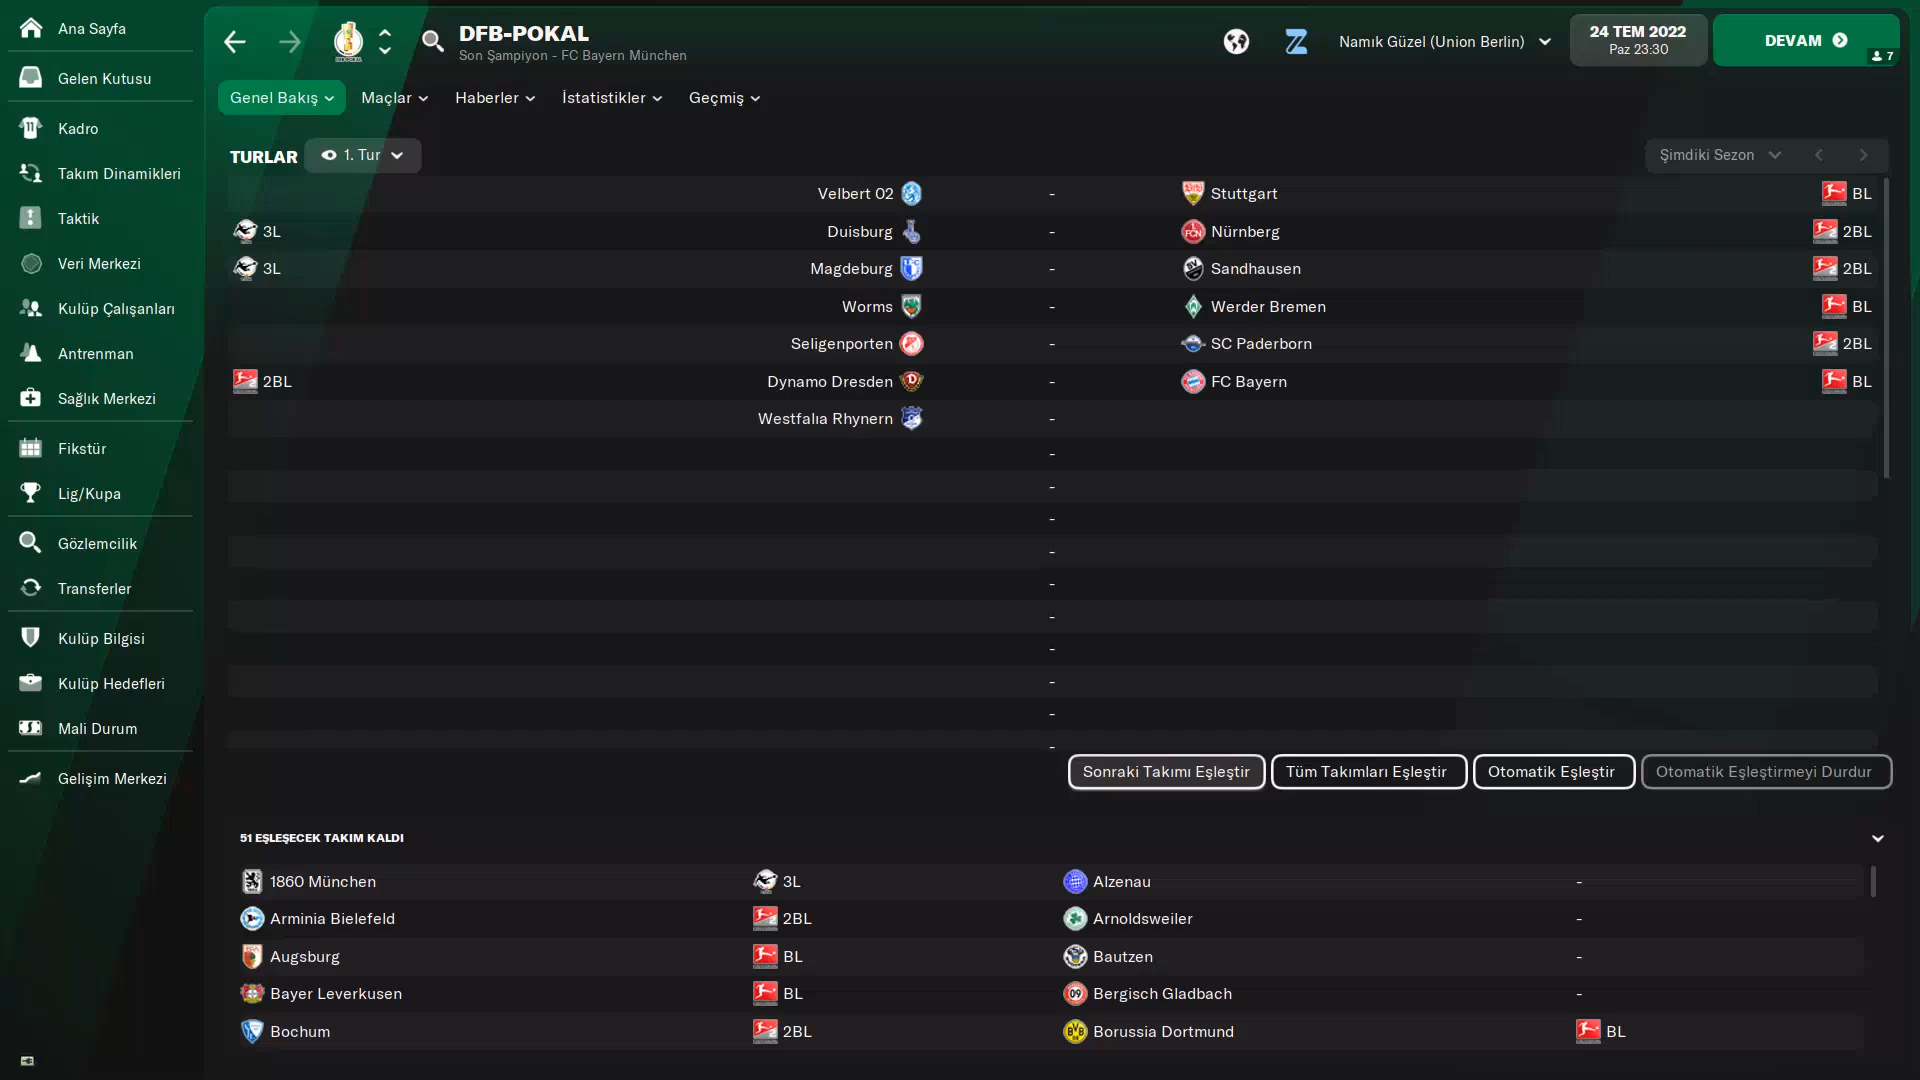 Ana Sayfa
Gelen Kutusu
Kadro
Takım Dinamikleri
Taktik
Veri Merkezi
Kulüp Çalışanları
Antrenman
Sağlık Merkezi
Fikstür
Lig/Kupa
Gözlemcilik
Transferler
Kulüp Bilgisi
Kulüp Hedefleri
Mali Durum
Gelişim Merkezi
DFB-POKAL
Son Şampiyon - FC Bayern München
Namık Güzel (Union Berlin)
24 TEM 2022
Paz 23:30
DEVAM
7
Genel Bakış Maçlar Haberler İstatistikler Geçmiş
TURLAR 1. Tur Şimdiki Sezon
Velbert 02 - Stuttgart BL
3L Duisburg - Nürnberg 2BL
3L Magdeburg - Sandhausen 2BL
Worms - Werder Bremen BL
Seligenporten - SC Paderborn 2BL
2BL Dynamo Dresden - FC Bayern BL
Westfalıa Rhynern -
-
-
-
-
-
-
-
-
-
-
Sonraki Takımı Eşleştir Tüm Takımları Eşleştir Otomatik Eşleştir Otomatik Eşleştirmeyi Durdur
51 EŞLEŞECEK TAKIM KALDI
1860 München 3L Alzenau -
Arminia Bielefeld 2BL Arnoldsweiler -
Augsburg BL Bautzen -
Bayer Leverkusen BL Bergisch Gladbach -
Bochum 2BL Borussia Dortmund BL